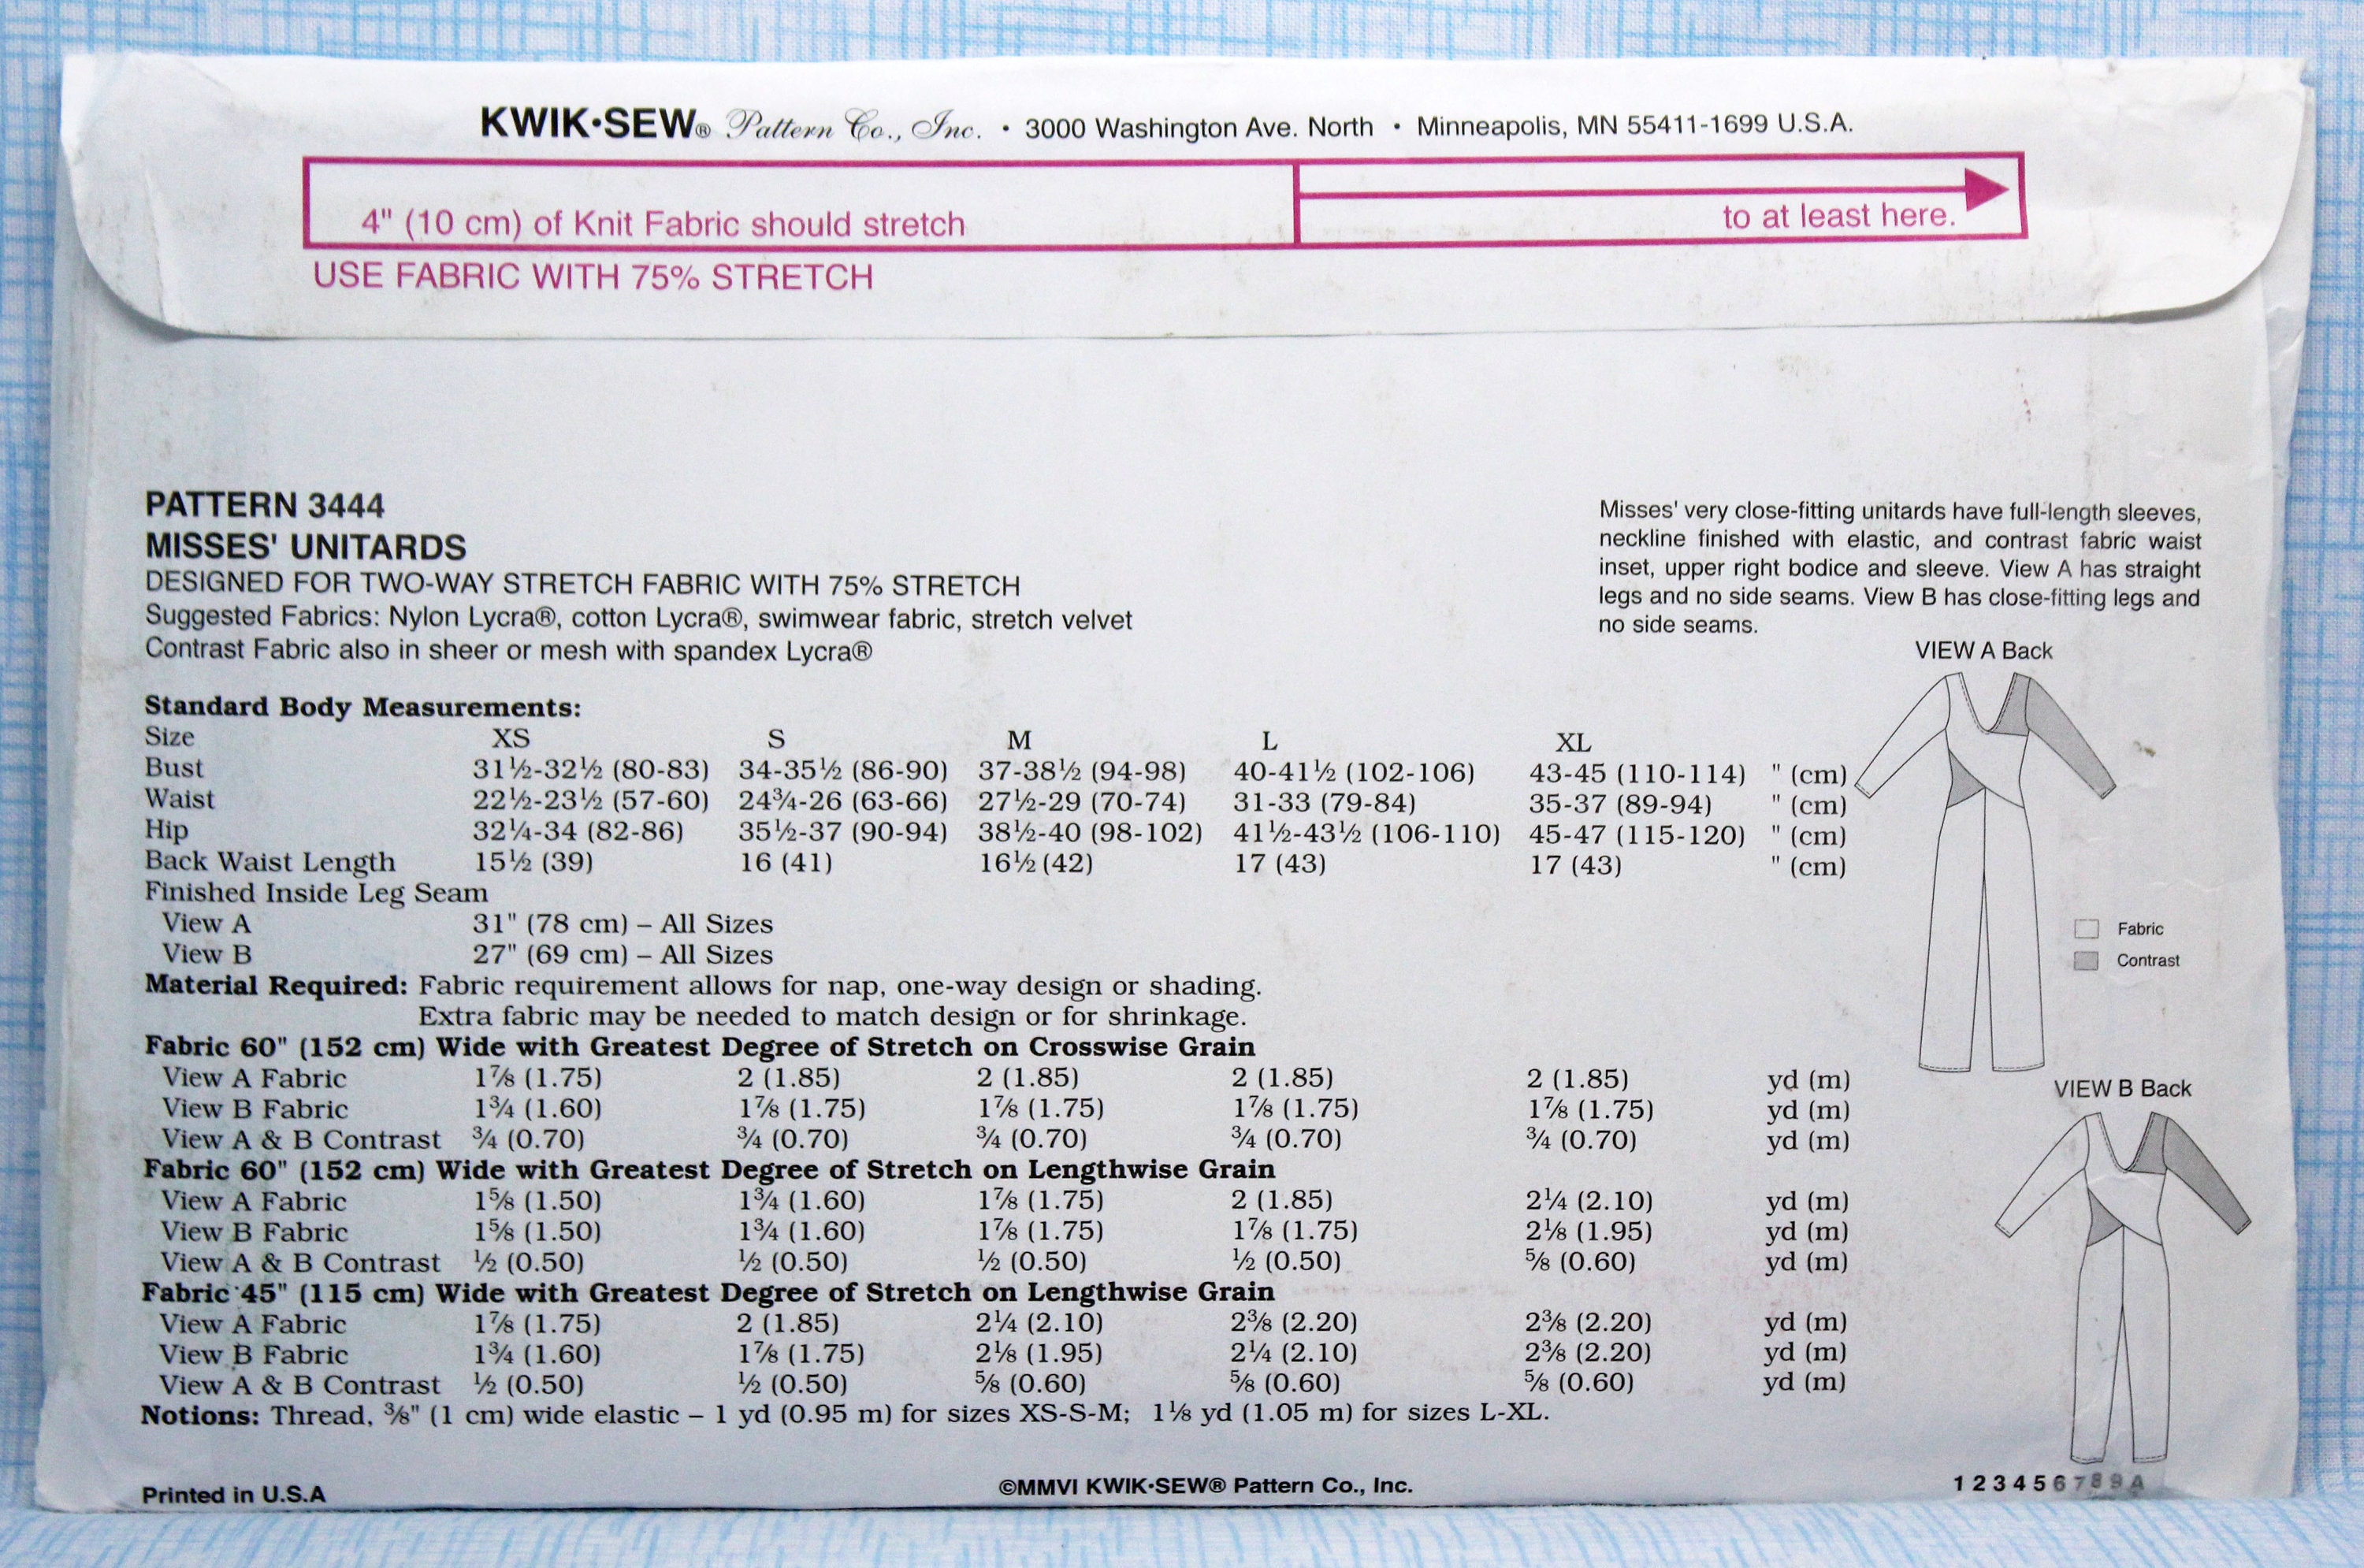 KWIK•SEW® Pattern Co., Inc. • 3000 Washington Ave. North • Minneapolis, MN 55411-1699 U.S.A.
4" (10 cm) of Knit Fabric should stretch to at least here.
USE FABRIC WITH 75% STRETCH
PATTERN 3444
MISSES' UNITARDS
DESIGNED FOR TWO-WAY STRETCH FABRIC WITH 75% STRETCH
Suggested Fabrics: Nylon Lycra®, cotton Lycra®, swimwear fabric, stretch velvet
Contrast Fabric also in sheer or mesh with spandex Lycra®
Misses' very close-fitting unitards have full-length sleeves,
neckline finished with elastic, and contrast fabric waist
inset, upper right bodice and sleeve. View A has straight
legs and no side seams. View B has close-fitting legs and
no side seams.
VIEW A Back
Standard Body Measurements:
Size XS S M L XL
Bust 31½-32½ (80-83) 34-35½ (86-90) 37-38½ (94-98) 40-41½ (102-106) 43-45 (110-114) " (cm)
Waist 22½-23½ (57-60) 24¾-26 (63-66) 27½-29 (70-74) 31-33 (79-84) 35-37 (89-94) " (cm)
Hip 32¼-34 (82-86) 35½-37 (90-94) 38½-40 (98-102) 41½-43½ (106-110) 45-47 (115-120) " (cm)
Back Waist Length 15½ (39) 16 (41) 16½ (42) 17 (43) 17 (43) " (cm)
Finished Inside Leg Seam
View A 31" (78 cm) – All Sizes
View B 27" (69 cm) – All Sizes
Fabric
Contrast
Material Required: Fabric requirement allows for nap, one-way design or shading.
Extra fabric may be needed to match design or for shrinkage.
Fabric 60" (152 cm) Wide with Greatest Degree of Stretch on Crosswise Grain
View A Fabric 1⅞ (1.75) 2 (1.85) 2 (1.85) 2 (1.85) 2 (1.85) yd (m)
View B Fabric 1¾ (1.60) 1⅞ (1.75) 1⅞ (1.75) 1⅞ (1.75) 1⅞ (1.75) yd (m)
View A & B Contrast ¾ (0.70) ¾ (0.70) ¾ (0.70) ¾ (0.70) ¾ (0.70) yd (m)
VIEW B Back
Fabric 60" (152 cm) Wide with Greatest Degree of Stretch on Lengthwise Grain
View A Fabric 1⅝ (1.50) 1¾ (1.60) 1⅞ (1.75) 2 (1.85) 2¼ (2.10) yd (m)
View B Fabric 1⅝ (1.50) 1¾ (1.60) 1⅞ (1.75) 1⅞ (1.75) 2⅛ (1.95) yd (m)
View A & B Contrast ½ (0.50) ½ (0.50) ½ (0.50) ½ (0.50) ⅝ (0.60) yd (m)
Fabric 45" (115 cm) Wide with Greatest Degree of Stretch on Lengthwise Grain
View A Fabric 1⅞ (1.75) 2 (1.85) 2¼ (2.10) 2⅜ (2.20) 2⅜ (2.20) yd (m)
View B Fabric 1¾ (1.60) 1⅞ (1.75) 2⅛ (1.95) 2¼ (2.10) 2⅜ (2.20) yd (m)
View A & B Contrast ½ (0.50) ½ (0.50) ⅝ (0.60) ⅝ (0.60) ⅝ (0.60) yd (m)
Notions: Thread, ⅜" (1 cm) wide elastic – 1 yd (0.95 m) for sizes XS-S-M; 1⅛ yd (1.05 m) for sizes L-XL.
Printed in U.S.A
©MMVI KWIK•SEW® Pattern Co., Inc.
1 2 3 4 5 6 7 8 9 A